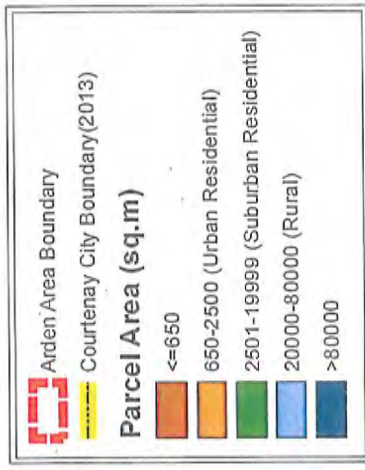 Arden Area Boundary
Courtenay City Boundary(2013)
Parcel Area (sq.m)
<=650
650-2500 (Urban Residential)
2501-19999 (Suburban Residential)
20000-80000 (Rural)
>80000